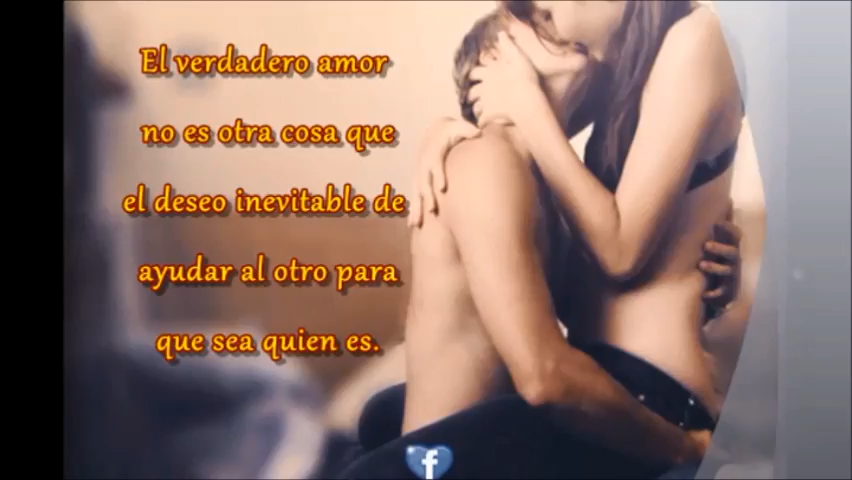 El verdadero amor
no es otra cosa que
el deseo inevitable de
ayudar al otro para
que sea quien es.
f